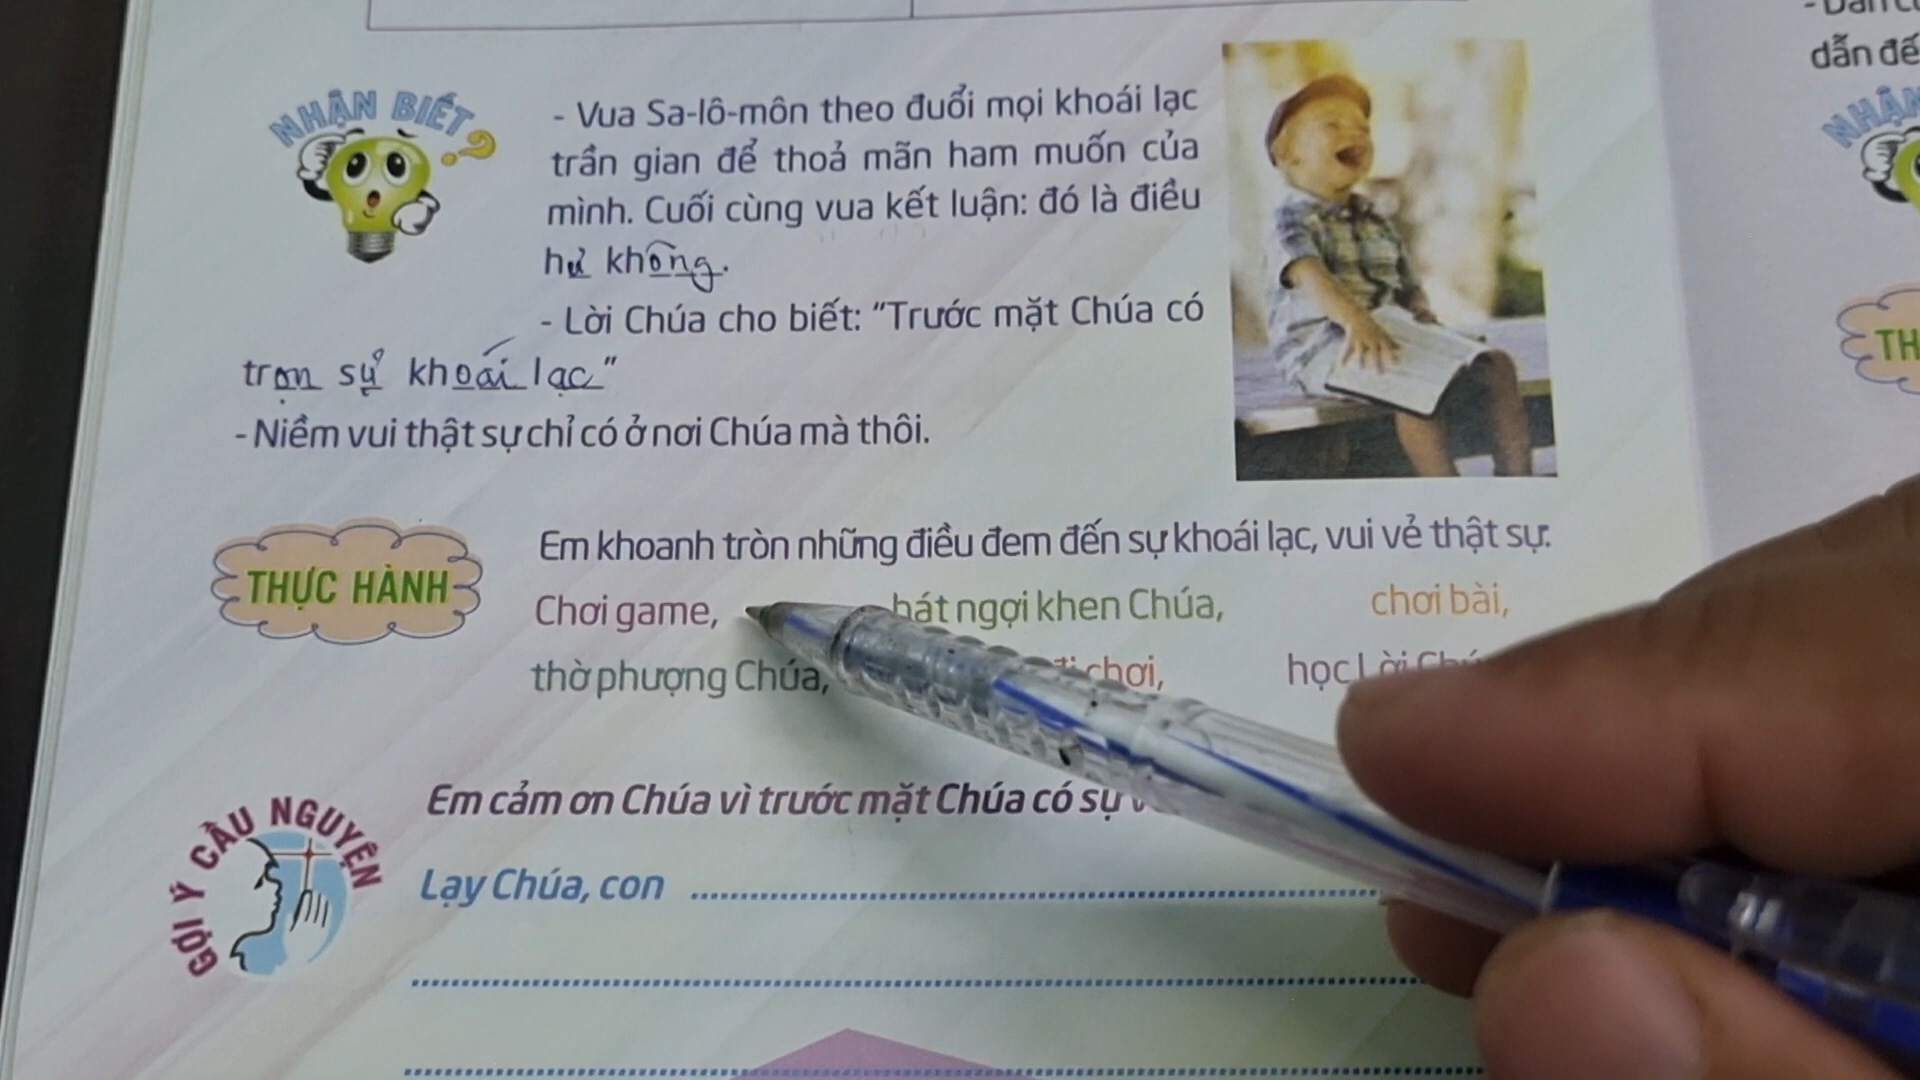 NHẬN BIẾT?
- Vua Sa-lô-môn theo đuổi mọi khoái lạc
trần gian để thoả mãn ham muốn của
mình. Cuối cùng vua kết luận: đó là điều
hư không.
- Lời Chúa cho biết: “Trước mặt Chúa có
trọn sự khoái lạc”
- Niềm vui thật sự chỉ có ở nơi Chúa mà thôi.
THỰC HÀNH
Em khoanh tròn những điều đem đến sự khoái lạc, vui vẻ thật sự.
Chơi game, hát ngợi khen Chúa, chơi bài,
thờ phượng Chúa, đi chơi, học Lời
GỢI Ý CẦU NGUYỆN
Em cảm ơn Chúa vì trước mặt Chúa có sự
Lạy Chúa, con
dẫn đế
NHẬN
TH